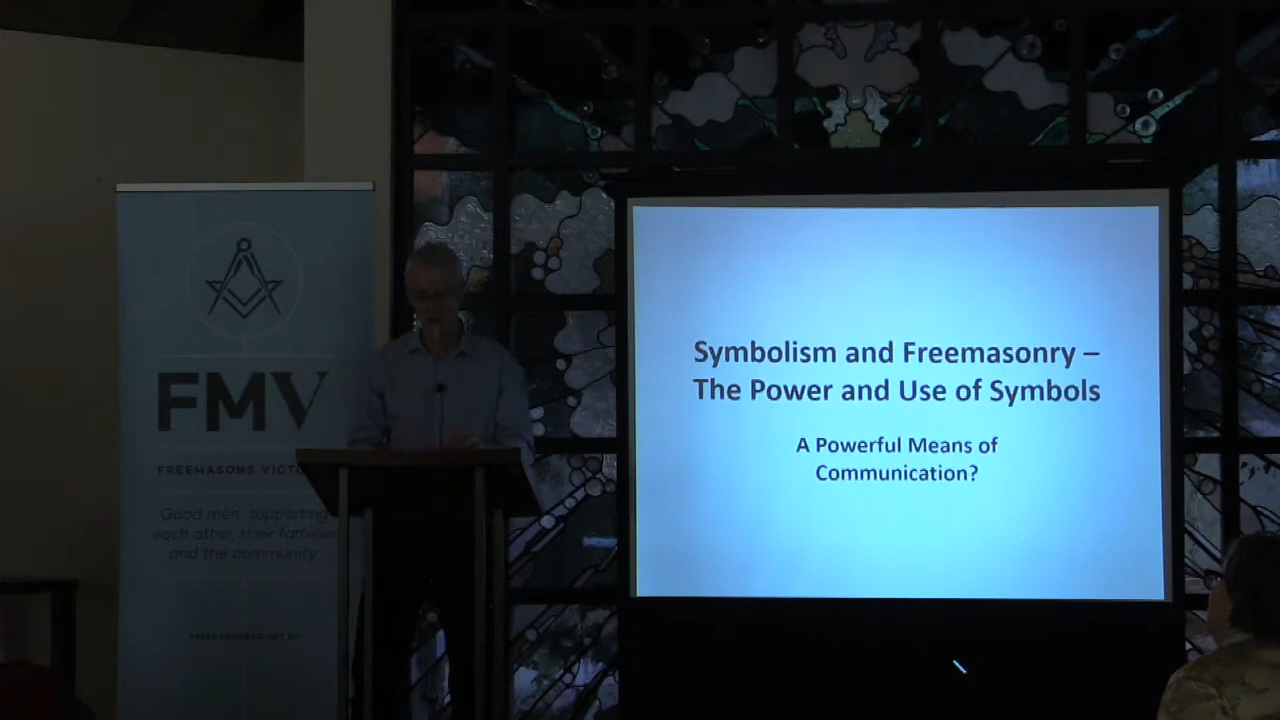 FMV
FREEMASONS VICTO
Good men, supporting
each other, their families
and the community.
Symbolism and Freemasonry –
The Power and Use of Symbols
A Powerful Means of
Communication?